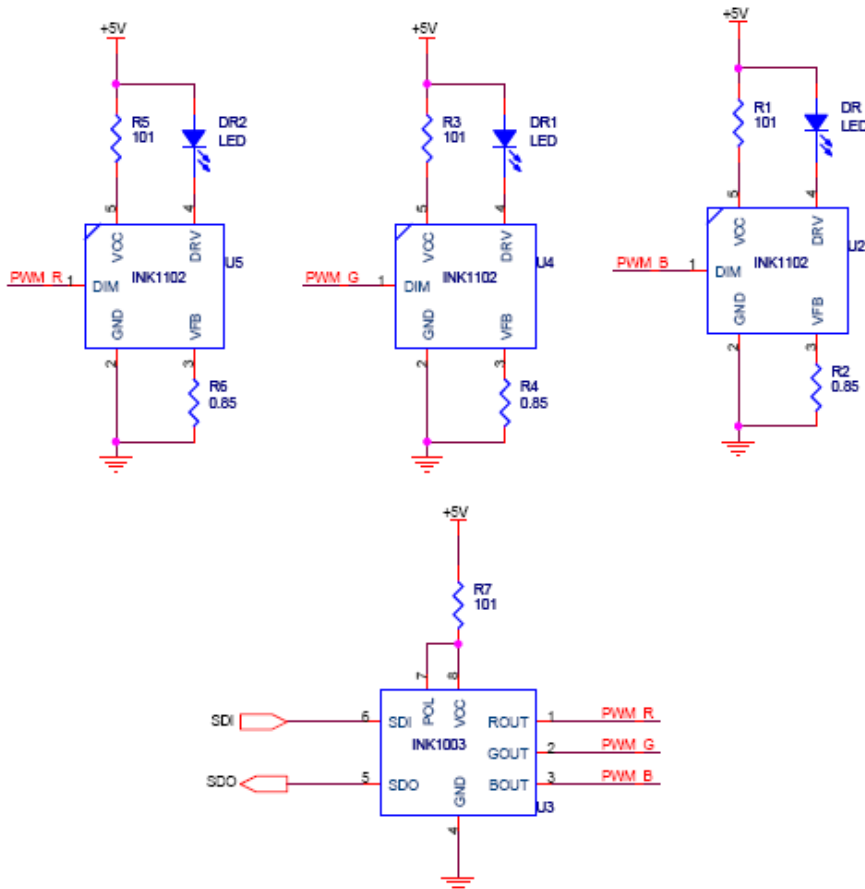 +5V
R5
101
DR2
LED
5
4
VCC
DRV
U5
PWM_R
1
DIM
INK1102
GND
VFB
2
3
R6
0.85
+5V
R3
101
DR1
LED
5
4
VCC
DRV
U4
PWM_G
1
DIM
INK1102
GND
VFB
2
3
R4
0.85
+5V
R1
101
DR
LED
5
4
VCC
DRV
U2
PWM_B
1
DIM
INK1102
GND
VFB
2
3
R2
0.85
+5V
R7
101
7
8
POL
VCC
SDI
6
SDI
ROUT
1
PWM_R
INK1003
GOUT
2
PWM_G
SDO
5
SDO
BOUT
3
PWM_B
GND
U3
4